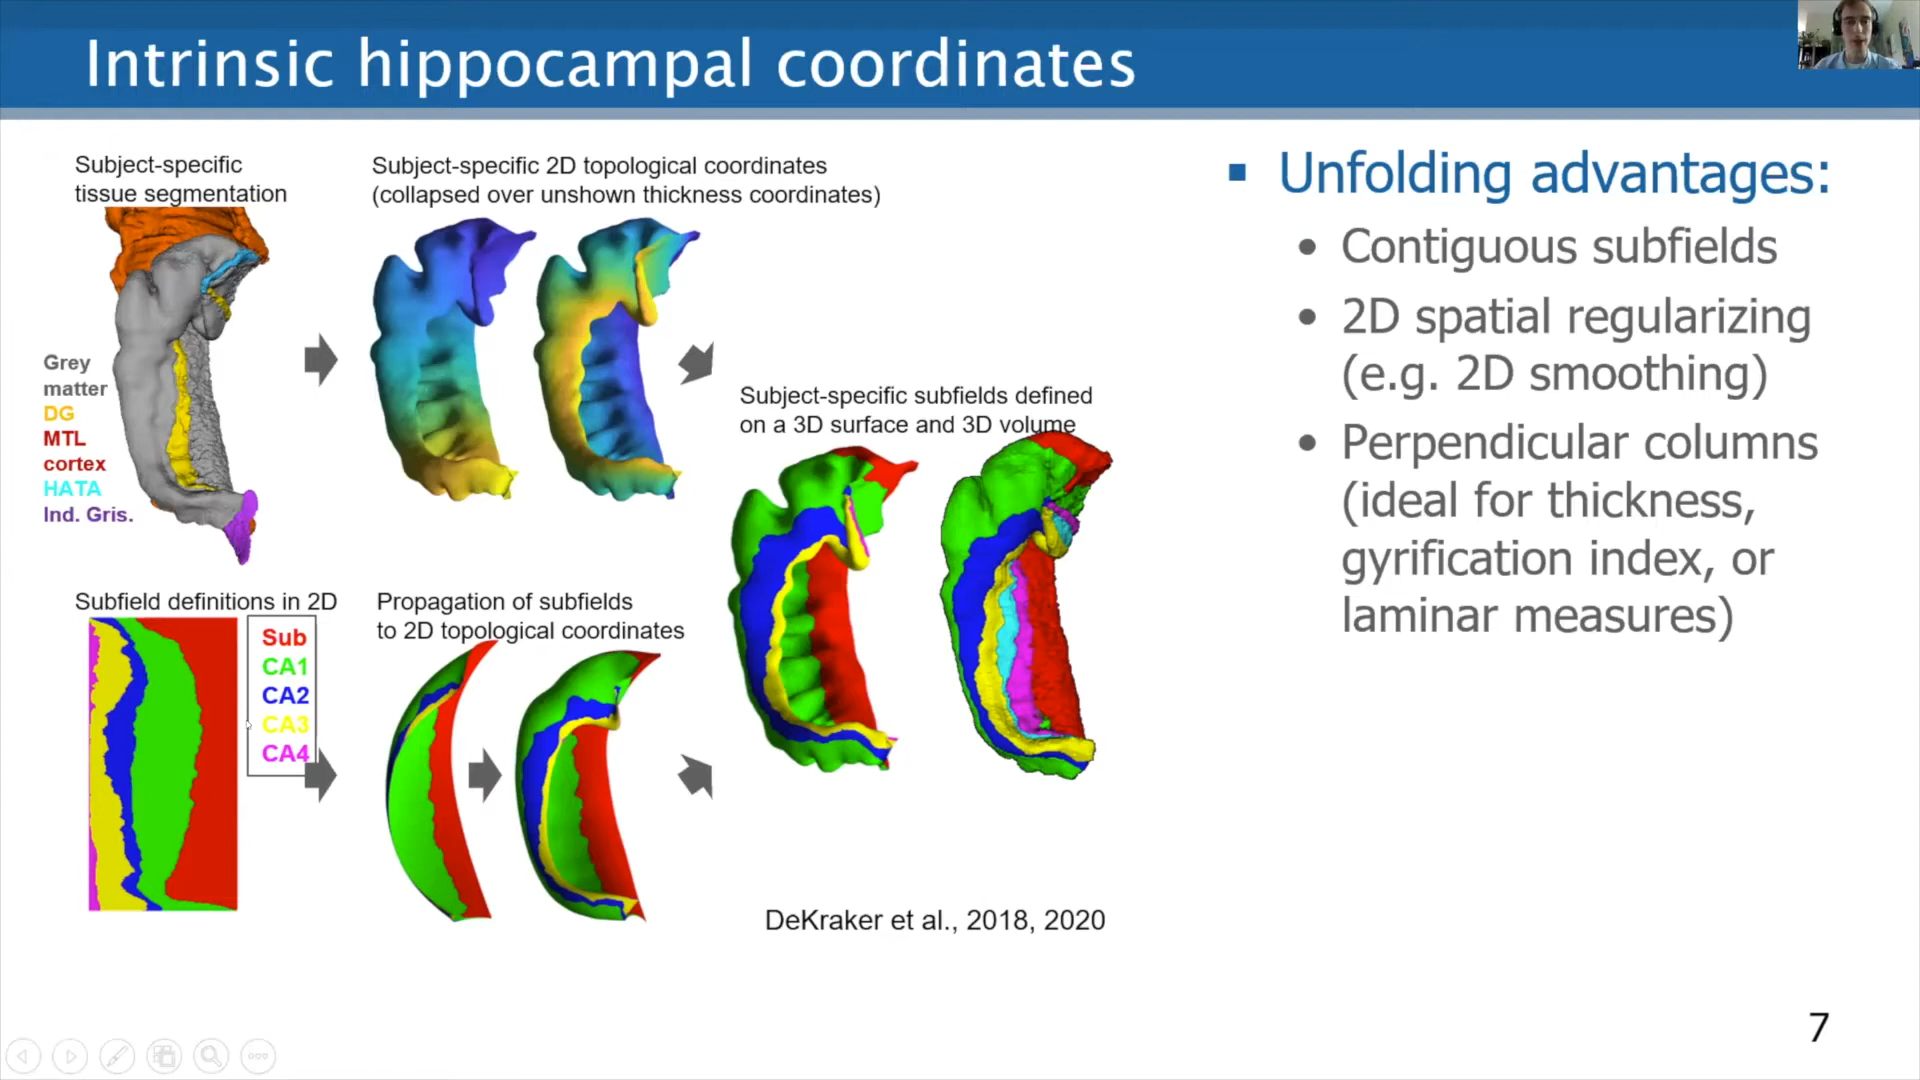 Intrinsic hippocampal coordinates
Subject-specific
tissue segmentation
Subject-specific 2D topological coordinates
(collapsed over unshown thickness coordinates)
Grey
matter
DG
MTL
cortex
HATA
Ind. Gris.
Subject-specific subfields defined
on a 3D surface and 3D volume
Subfield definitions in 2D
Sub
CA1
CA2
CA3
CA4
Propagation of subfields
to 2D topological coordinates
DeKraker et al., 2018, 2020
Unfolding advantages:
Contiguous subfields
2D spatial regularizing
(e.g. 2D smoothing)
Perpendicular columns
(ideal for thickness,
gyrification index, or
laminar measures)
7